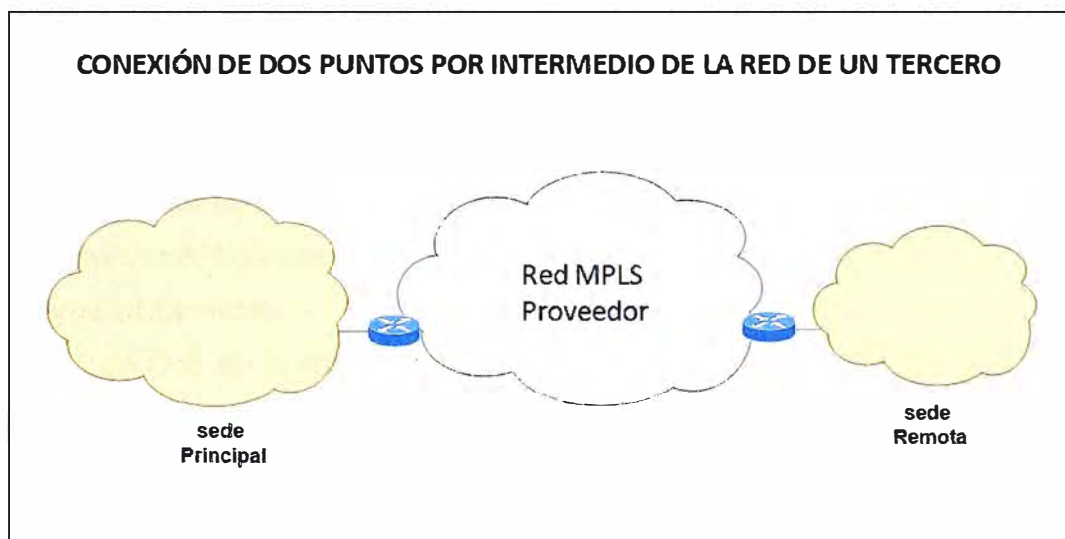 CONEXIÓN DE DOS PUNTOS POR INTERMEDIO DE LA RED DE UN TERCERO
Red MPLS
Proveedor
sede
Principal
sede
Remota